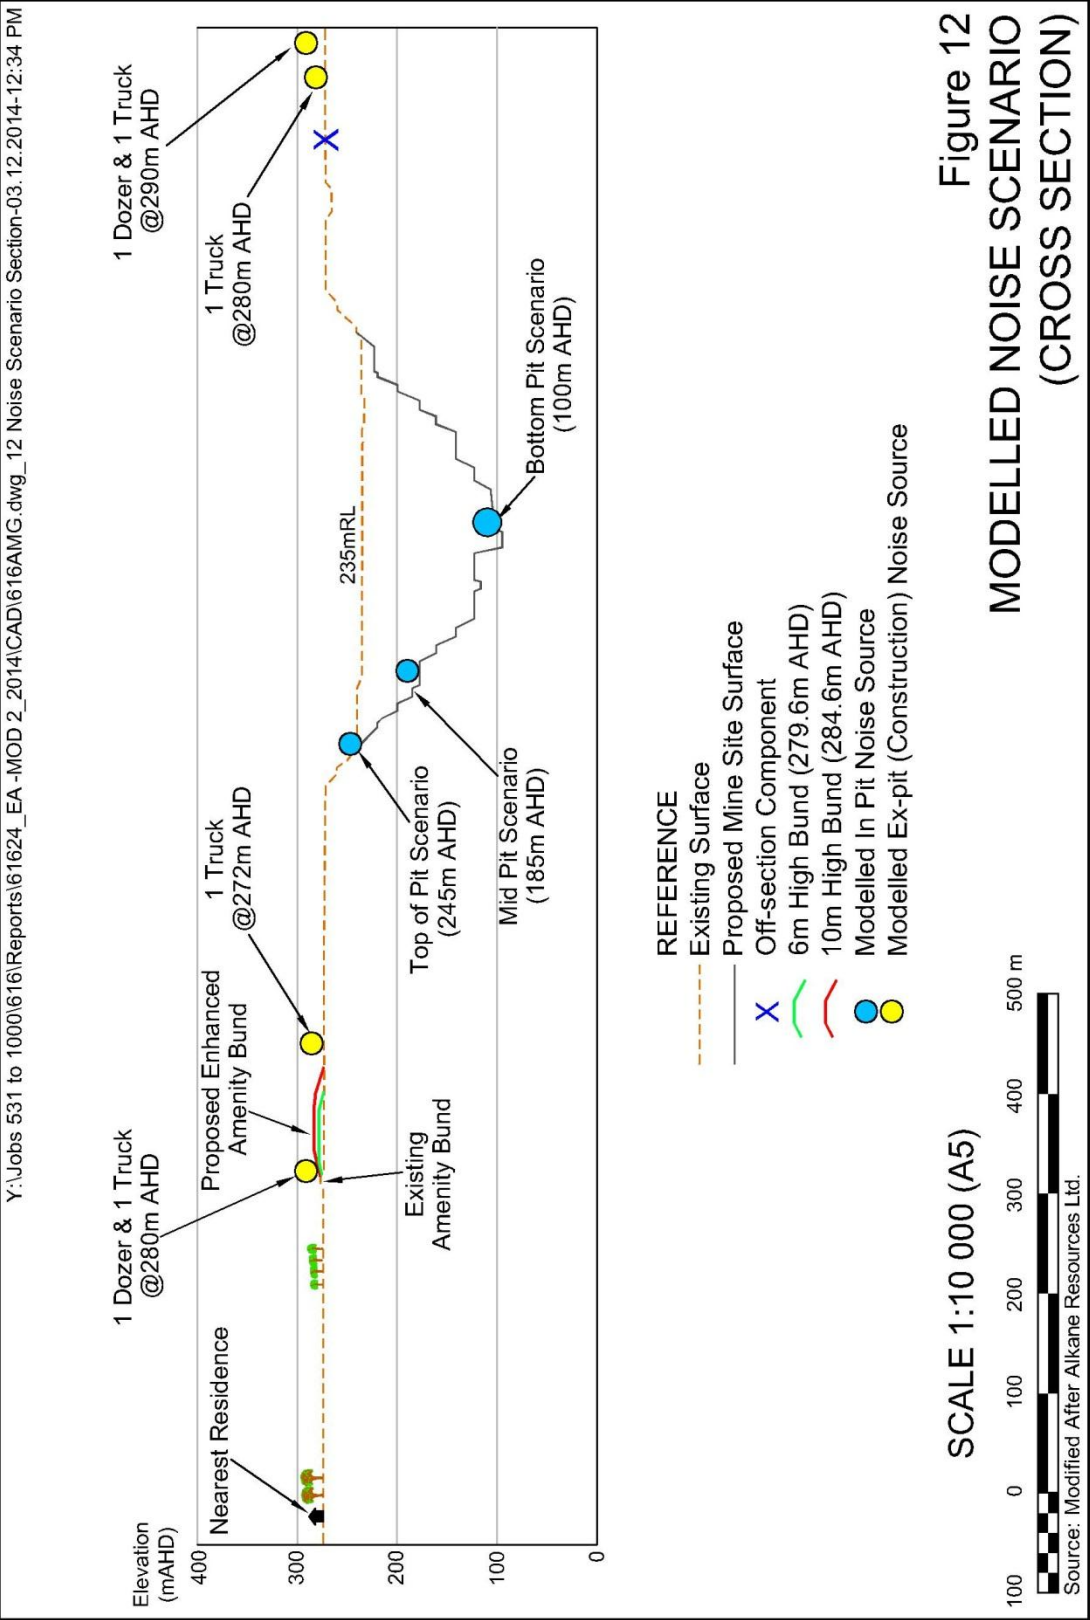 Y:\Jobs 531 to 1000\616\Reports\61624_EA -MOD 2_2014\CAD\616AMG.dwg_12 Noise Scenario Section-03.12.2014-12:34 PM
Elevation
(mAHD)
400
300
200
100
0
Nearest Residence
1 Dozer & 1 Truck
@280m AHD
Proposed Enhanced
Amenity Bund
Existing
Amenity Bund
1 Truck
@272m AHD
Top of Pit Scenario
(245m AHD)
Mid Pit Scenario
(185m AHD)
235mRL
Bottom Pit Scenario
(100m AHD)
1 Truck
@280m AHD
1 Dozer & 1 Truck
@290m AHD
X
REFERENCE
Existing Surface
Proposed Mine Site Surface
X Off-section Component
6m High Bund (279.6m AHD)
10m High Bund (284.6m AHD)
Modelled In Pit Noise Source
Modelled Ex-pit (Construction) Noise Source
SCALE 1:10 000 (A5)
100 0 100 200 300 400 500 m
Source: Modified After Alkane Resources Ltd.
Figure 12
MODELLED NOISE SCENARIO
(CROSS SECTION)